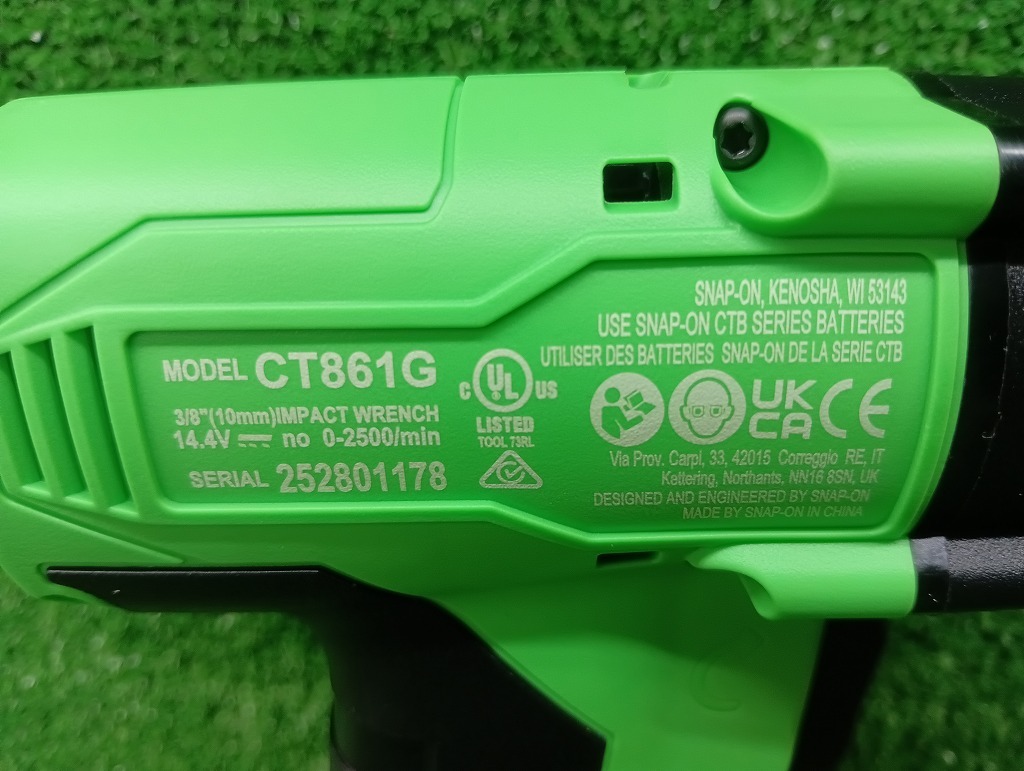 SNAP-ON, KENOSHA, WI 53143
USE SNAP-ON CTB SERIES BATTERIES
UTILISER DES BATTERIES SNAP-ON DE LA SERIE CTB
MODEL CT861G
3/8"(10mm)IMPACT WRENCH
14.4V no 0-2500/min
SERIAL 252801178
C UL US
LISTED
TOOL 73RL
UK
CA CE
Via Prov. Carpi, 33, 42015 Correggio RE, IT
Kettering, Northants, NN16 8SN, UK
DESIGNED AND ENGINEERED BY SNAP-ON
MADE BY SNAP-ON IN CHINA